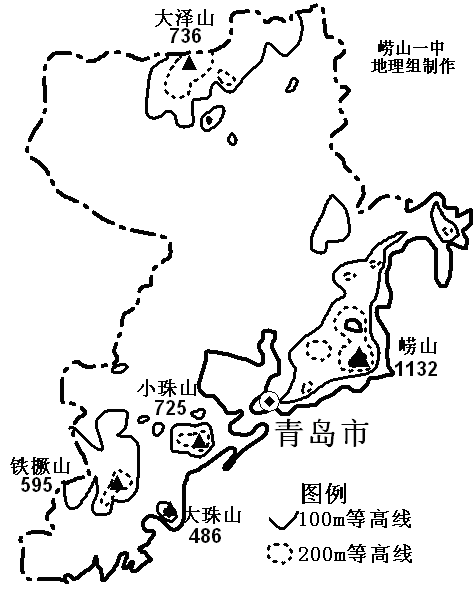 大泽山
736
崂山一中
地理组制作
崂山
1132
小珠山
725
青岛市
铁橛山
595
大珠山
486
图例
100m等高线
200m等高线